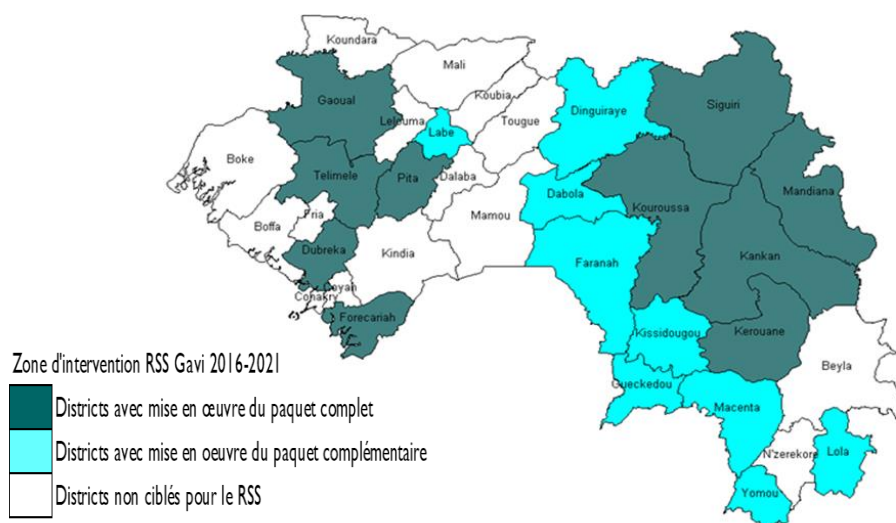 Koundara
Mali
Gaoual
Koubia
Lelouma
Labe
Tougue
Dinguiraye
Siguiri
Boke
Telimele
Pita
Dalaba
Dabola
Mandiana
Kouroussa
Boffa
Fria
Mamou
Dubreka
Kindia
Faranah
Kankan
Coyah
Conakry
Forecariah
Kissidougou
Kerouane
Beyla
Gueckedou
Macenta
N'zerekore
Lola
Yomou
Zone d'intervention RSS Gavi 2016-2021
Districts avec mise en œuvre du paquet complet
Districts avec mise en oeuvre du paquet complémentaire
Districts non ciblés pour le RSS